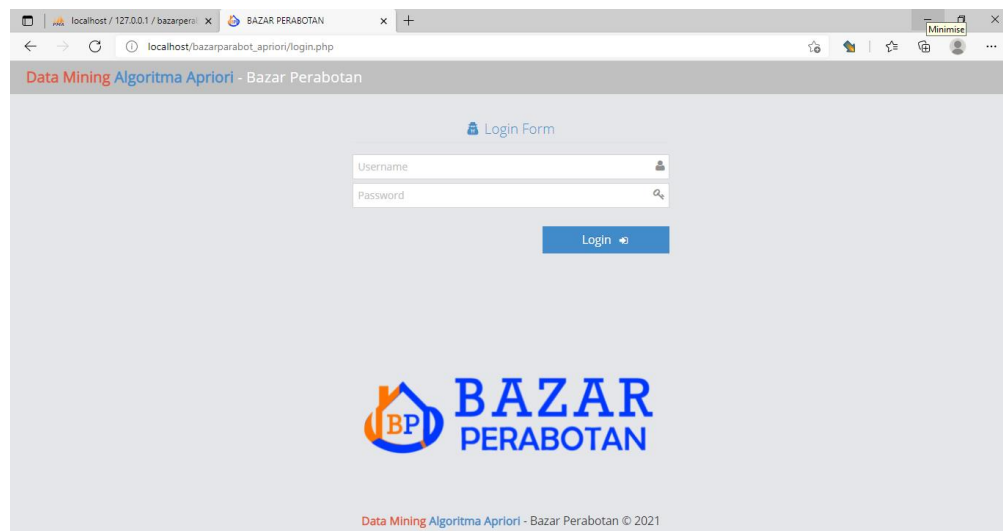 localhost / 127.0.0.1 / bazarpera
BAZAR PERABOTAN
Minimise
localhost/bazarparabot_apriori/login.php
Data Mining Algoritma Apriori - Bazar Perabotan
Login Form
Username
Password
Login
BP
BAZAR
PERABOTAN
Data Mining Algoritma Apriori - Bazar Perabotan © 2021